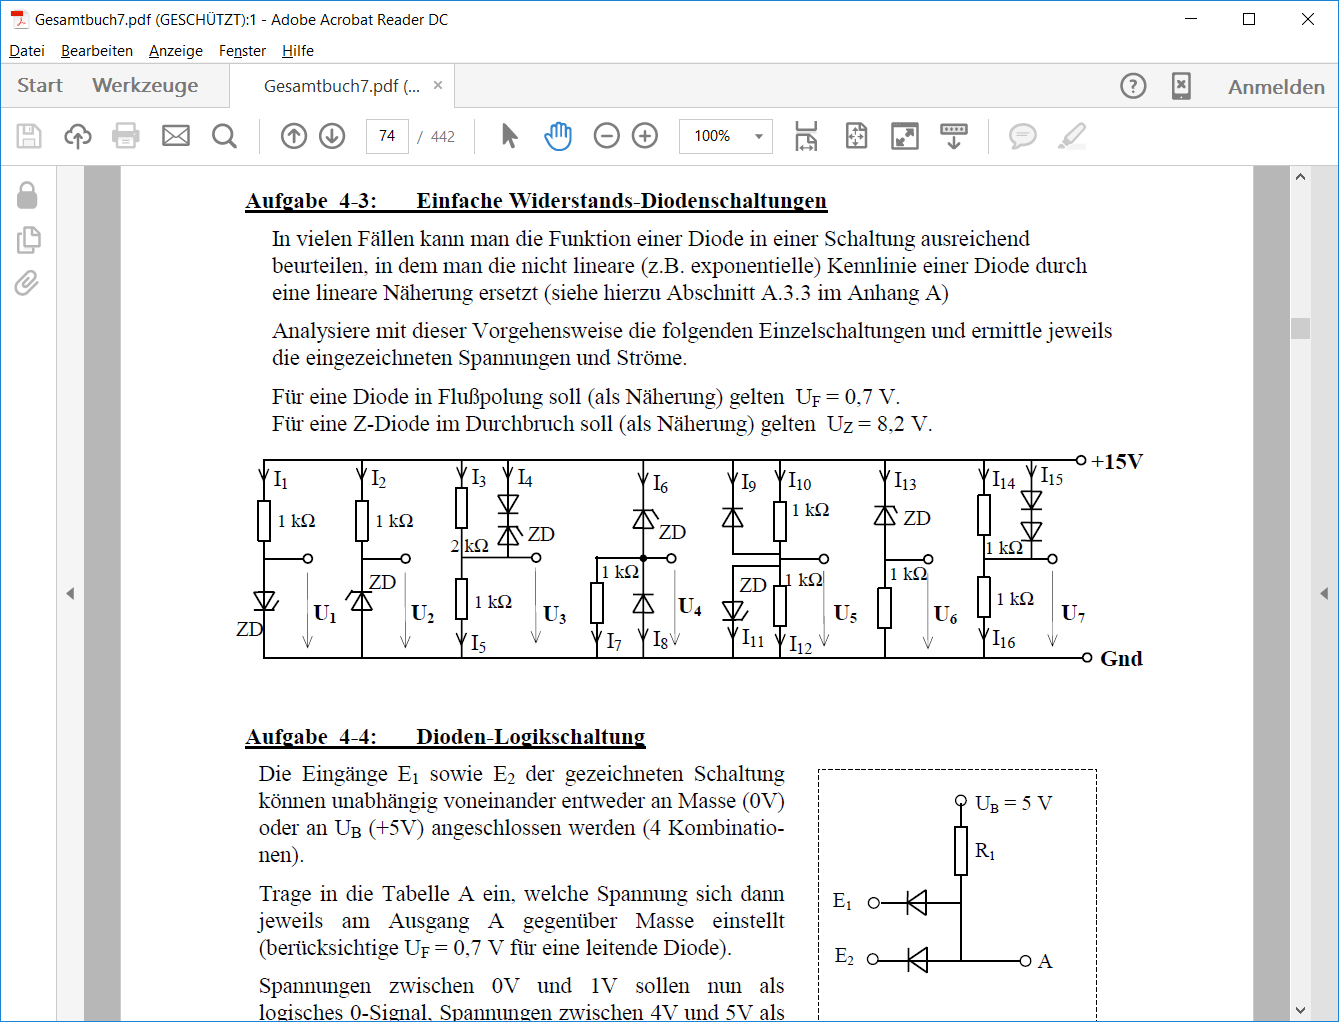 Gesamtbuch7.pdf (GESCHÜTZT):1 - Adobe Acrobat Reader DC
Datei Bearbeiten Anzeige Fenster Hilfe
Start Werkzeuge Gesamtbuch7.pdf (... × Anmelden
74 / 442 100%
Aufgabe 4-3: Einfache Widerstands-Diodenschaltungen
In vielen Fällen kann man die Funktion einer Diode in einer Schaltung ausreichend
beurteilen, in dem man die nicht lineare (z.B. exponentielle) Kennlinie einer Diode durch
eine lineare Näherung ersetzt (siehe hierzu Abschnitt A.3.3 im Anhang A)
Analysiere mit dieser Vorgehensweise die folgenden Einzelschaltungen und ermittle jeweils
die eingezeichneten Spannungen und Ströme.
Für eine Diode in Flußpolung soll (als Näherung) gelten UF = 0,7 V.
Für eine Z-Diode im Durchbruch soll (als Näherung) gelten UZ = 8,2 V.
+15V
I1 I2 I3 I4 I6 I9 I10 I13 I14 I15
1 kΩ 1 kΩ 2 kΩ ZD ZD 1 kΩ ZD 1 kΩ
ZD ZD 1 kΩ 1 kΩ ZD 1 kΩ 1 kΩ 1 kΩ
U1 U2 U3 U4 U5 U6 U7
I5 I7 I8 I11 I12 I16
Gnd
Aufgabe 4-4: Dioden-Logikschaltung
Die Eingänge E1 sowie E2 der gezeichneten Schaltung
können unabhängig voneinander entweder an Masse (0V)
oder an UB (+5V) angeschlossen werden (4 Kombinatio-
nen).
Trage in die Tabelle A ein, welche Spannung sich dann
jeweils am Ausgang A gegenüber Masse einstellt
(berücksichtige UF = 0,7 V für eine leitende Diode).
Spannungen zwischen 0V und 1V sollen nun als
logisches 0-Signal, Spannungen zwischen 4V und 5V als
UB = 5 V
R1
E1
E2
A